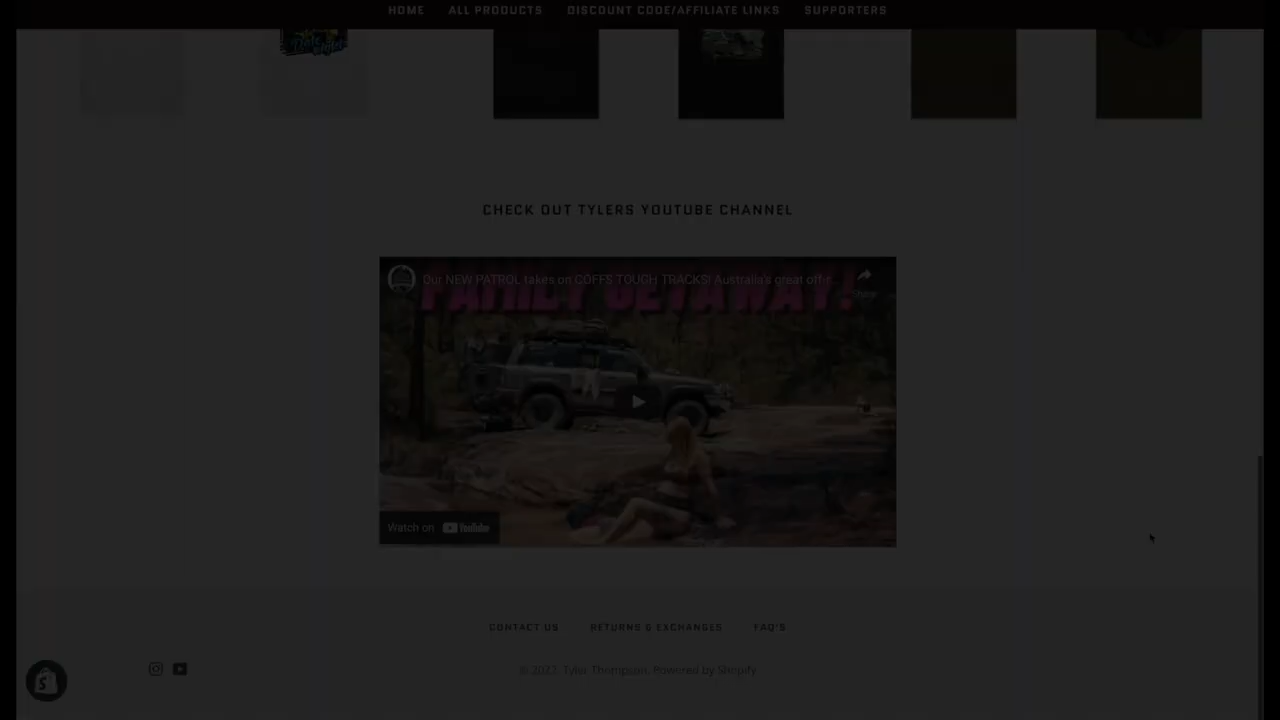 HOME ALL PRODUCTS DISCOUNT CODE/AFFILIATE LINKS SUPPORTERS
CHECK OUT TYLERS YOUTUBE CHANNEL
Our NEW PATROL takes on COFFS TOUGH TRACKS! Australia's great off-r...
Share
FAMILY GETAWAY!
Watch on YouTube
CONTACT US RETURNS & EXCHANGES FAQ'S
© 2022, Tyler Thompson. Powered by Shopify